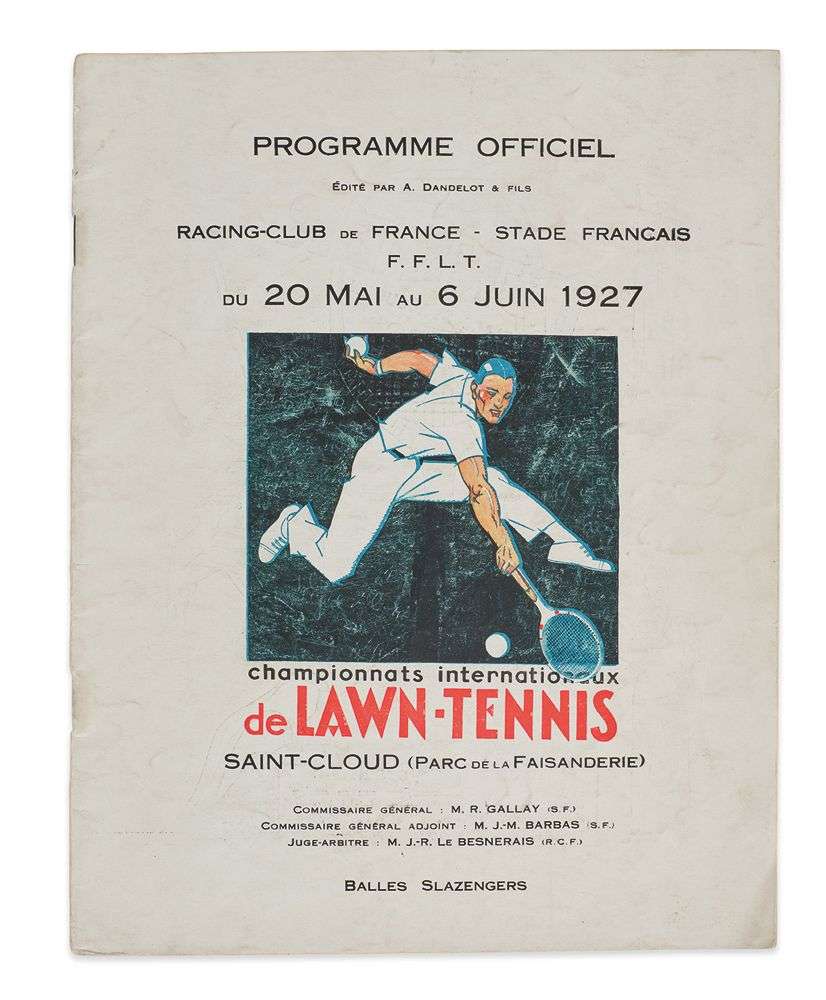 PROGRAMME OFFICIEL
ÉDITÉ PAR A. DANDELOT & FILS
RACING-CLUB DE FRANCE - STADE FRANCAIS
F. F. L. T.
DU 20 MAI AU 6 JUIN 1927
championnats internationaux
de LAWN-TENNIS
SAINT-CLOUD (PARC DE LA FAISANDERIE)
COMMISSAIRE GÉNÉRAL : M. R. GALLAY (S.F.)
COMMISSAIRE GÉNÉRAL ADJOINT : M. J.-M. BARBAS (S.F.)
JUGE-ARBITRE : M. J.-R. LE BESNERAIS (R.C.F.)
BALLES SLAZENGERS